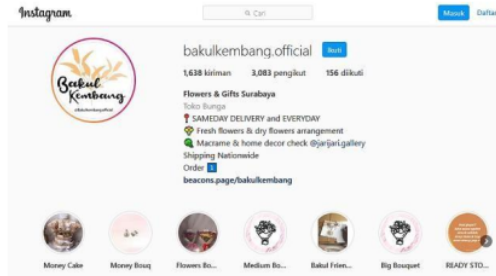 Instagram
Cari
Masuk Daftar
bakulkembang.official Ikuti
1,638 kiriman 3,083 pengikut 156 diikuti
Flowers & Gifts Surabaya
Toko Bunga
SAMEDAY DELIVERY and EVERYDAY
Fresh flowers & dry flowers arrangement
Macrame & home decor check @jarijari.gallery
Shipping Nationwide
Order ⬇️
beacons.page/bakulkembang
Bakul
Kembang
Money Cake Money Bouq Flowers Bo... Medium Bo... Bakul Frien... Big Bouquet READY STO...